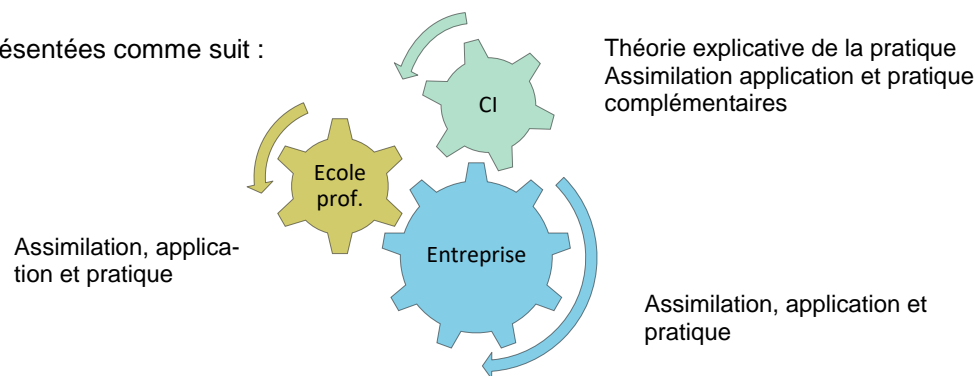 ésentées comme suit :
Théorie explicative de la pratique
Assimilation application et pratique
complémentaires
CI
Ecole
prof.
Assimilation, applica-
tion et pratique
Entreprise
Assimilation, application et
pratique